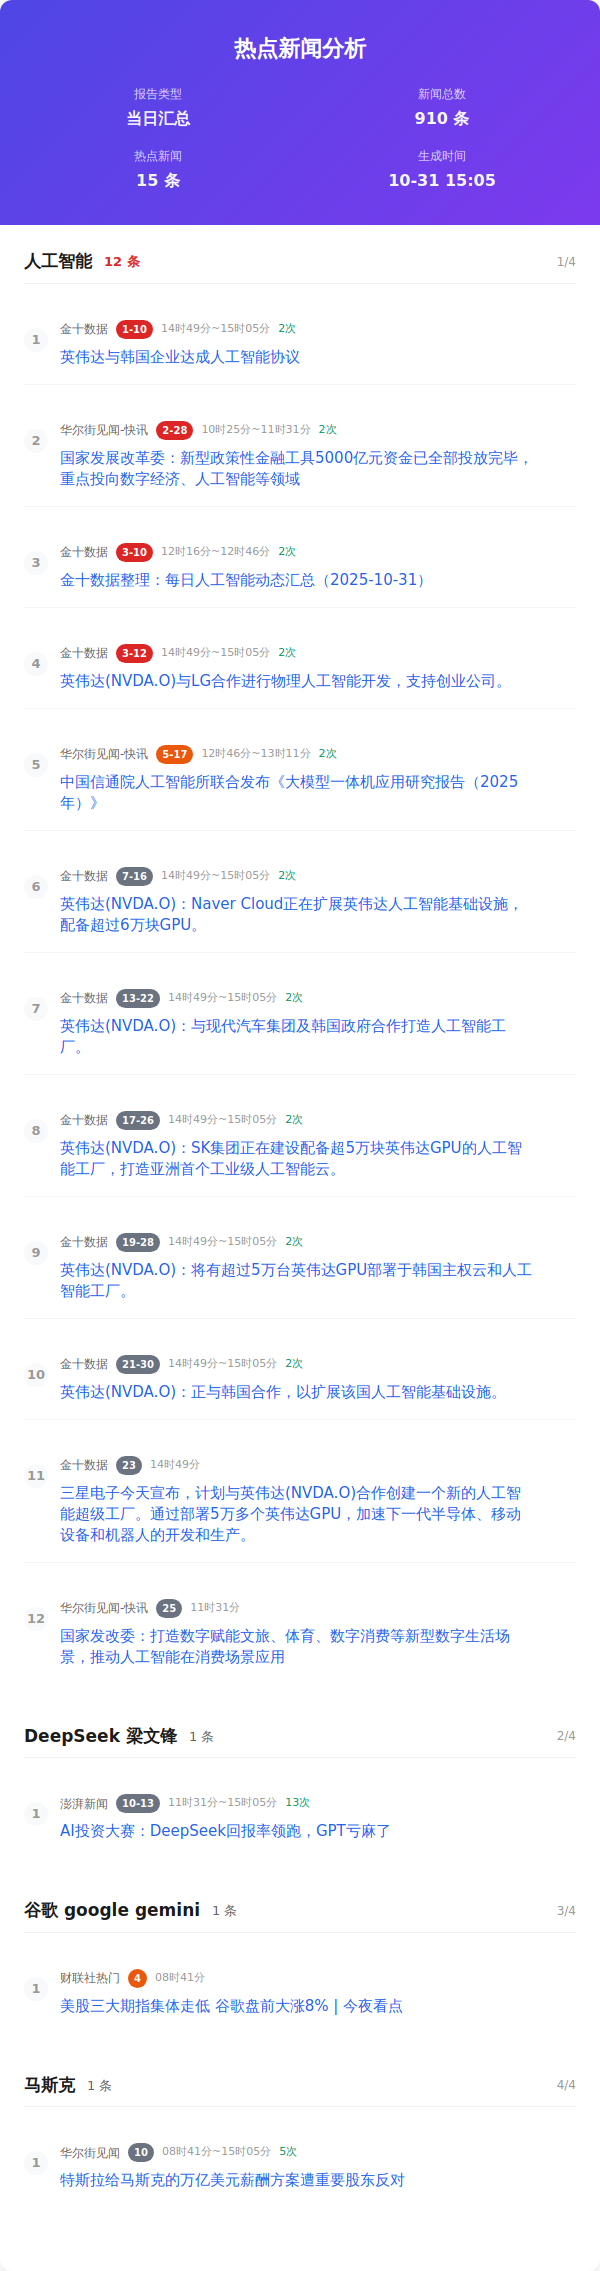 热点新闻分析
报告类型
新闻总数
当日汇总
910 条
热点新闻
生成时间
15 条
10-31 15:05
人工智能 12 条 1/4
1 金十数据 1-10 14时49分~15时05分 2次
英伟达与韩国企业达成人工智能协议
2 华尔街见闻-快讯 2-28 10时25分~11时31分 2次
国家发展改革委：新型政策性金融工具5000亿元资金已全部投放完毕，
重点投向数字经济、人工智能等领域
3 金十数据 3-10 12时16分~12时46分 2次
金十数据整理：每日人工智能动态汇总（2025-10-31）
4 金十数据 3-12 14时49分~15时05分 2次
英伟达(NVDA.O)与LG合作进行物理人工智能开发，支持创业公司。
5 华尔街见闻-快讯 5-17 12时46分~13时11分 2次
中国信通院人工智能所联合发布《大模型一体机应用研究报告（2025
年）》
6 金十数据 7-16 14时49分~15时05分 2次
英伟达(NVDA.O)：Naver Cloud正在扩展英伟达人工智能基础设施，
配备超过6万块GPU。
7 金十数据 13-22 14时49分~15时05分 2次
英伟达(NVDA.O)：与现代汽车集团及韩国政府合作打造人工智能工
厂。
8 金十数据 17-26 14时49分~15时05分 2次
英伟达(NVDA.O)：SK集团正在建设配备超5万块英伟达GPU的人工智
能工厂，打造亚洲首个工业级人工智能云。
9 金十数据 19-28 14时49分~15时05分 2次
英伟达(NVDA.O)：将有超过5万台英伟达GPU部署于韩国主权云和人工
智能工厂。
10 金十数据 21-30 14时49分~15时05分 2次
英伟达(NVDA.O)：正与韩国合作，以扩展该国人工智能基础设施。
11 金十数据 23 14时49分
三星电子今天宣布，计划与英伟达(NVDA.O)合作创建一个新的人工智
能超级工厂。通过部署5万多个英伟达GPU，加速下一代半导体、移动
设备和机器人的开发和生产。
12 华尔街见闻-快讯 25 11时31分
国家发改委：打造数字赋能文旅、体育、数字消费等新型数字生活场
景，推动人工智能在消费场景应用
DeepSeek 梁文锋 1 条 2/4
1 澎湃新闻 10-13 11时31分~15时05分 13次
AI投资大赛：DeepSeek回报率领跑，GPT亏麻了
谷歌 google gemini 1 条 3/4
1 财联社热门 4 08时41分
美股三大期指集体走低 谷歌盘前大涨8% | 今夜看点
马斯克 1 条 4/4
1 华尔街见闻 10 08时41分~15时05分 5次
特斯拉给马斯克的万亿美元薪酬方案遭重要股东反对